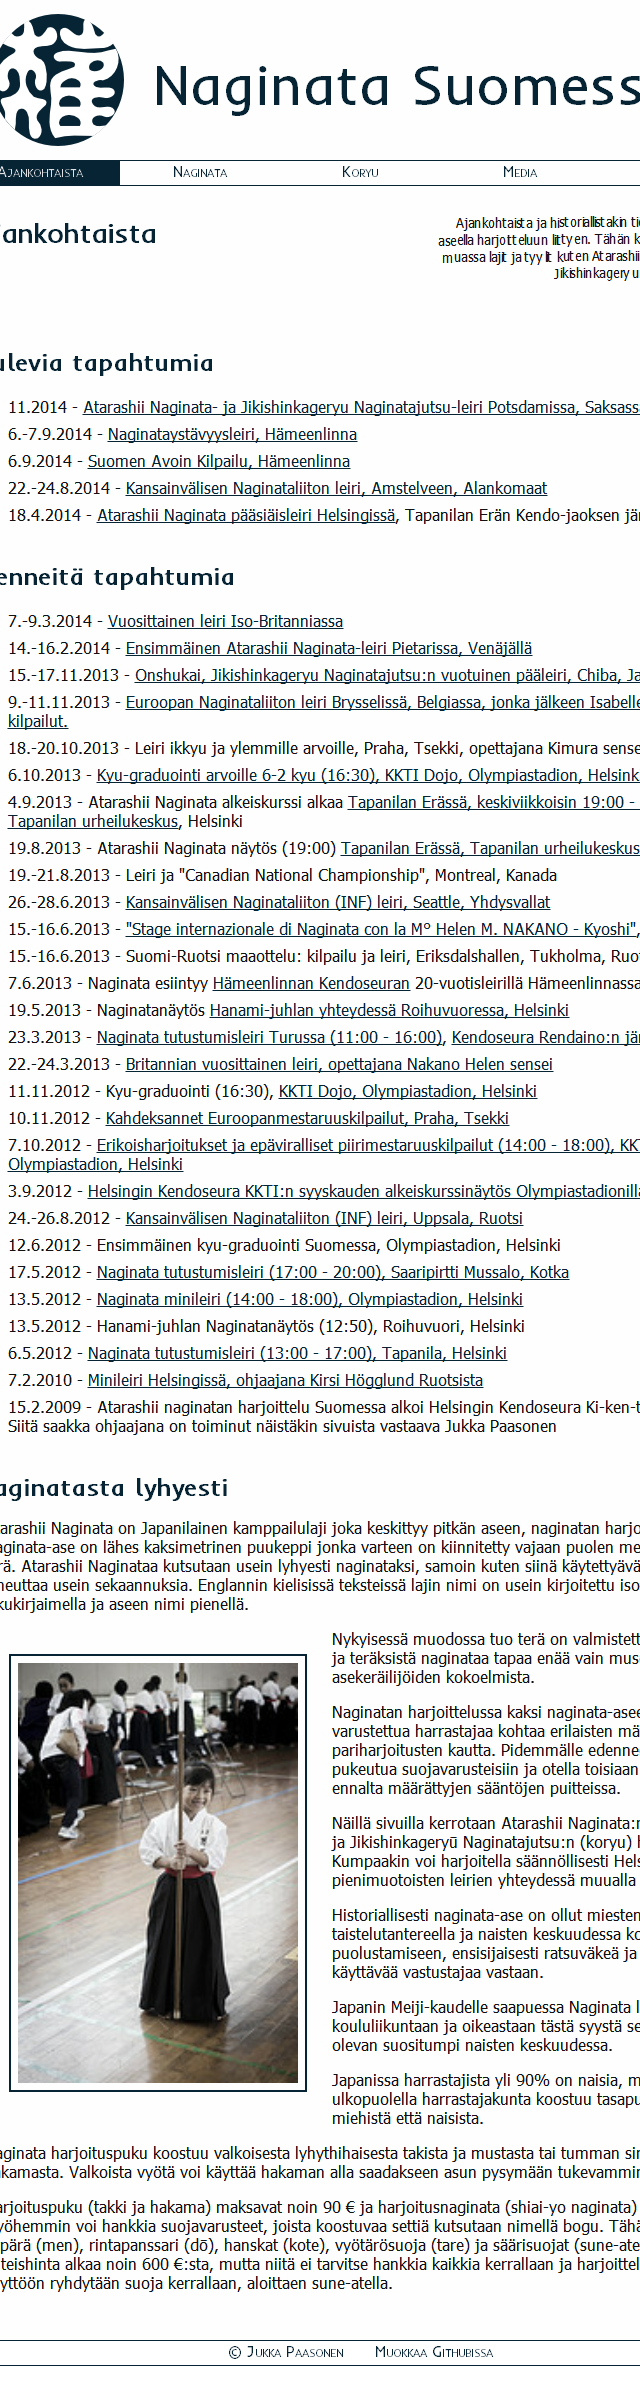 Naginata Suomess
Ajankohtaista Naginata Koryu Media
ankohtaista
Ajankohtaista ja historiallistakin
aseella harjoitteluun liittyen. Tähän
muassa lajit ja tyylit kuten Atarashii
Jikishinkageryu
levia tapahtumia
11.2014 - Atarashii Naginata- ja Jikishinkageryu Naginatajutsu-leiri Potsdamissa, Saksassa
6.-7.9.2014 - Naginataystävyysleiri, Hämeenlinna
6.9.2014 - Suomen Avoin Kilpailu, Hämeenlinna
22.-24.8.2014 - Kansainvälisen Naginataliiton leiri, Amstelveen, Alankomaat
18.4.2014 - Atarashii Naginata pääsiäisleiri Helsingissä, Tapanilan Erän Kendo-jaoksen jä
enneitä tapahtumia
7.-9.3.2014 - Vuosittainen leiri Iso-Britanniassa
14.-16.2.2014 - Ensimmäinen Atarashii Naginata-leiri Pietarissa, Venäjällä
15.-17.11.2013 - Onshukai, Jikishinkageryu Naginatajutsu:n vuotuinen pääleiri, Chiba, Ja
9.-11.11.2013 - Euroopan Naginataliiton leiri Brysselissä, Belgiassa, jonka jälkeen Isabelle
kilpailut.
18.-20.10.2013 - Leiri ikkyu ja ylemmille arvoille, Praha, Tsekki, opettajana Kimura sense
6.10.2013 - Kyu-graduointi arvoille 6-2 kyu (16:30), KKTI Dojo, Olympiastadion, Helsink
4.9.2013 - Atarashii Naginata alkeiskurssi alkaa Tapanilan Erässä, keskiviikkoisin 19:00 -
Tapanilan urheilukeskus, Helsinki
19.8.2013 - Atarashii Naginata näytös (19:00) Tapanilan Erässä, Tapanilan urheilukeskus
19.-21.8.2013 - Leiri ja "Canadian National Championship", Montreal, Kanada
26.-28.6.2013 - Kansainvälisen Naginataliiton (INF) leiri, Seattle, Yhdysvallat
15.-16.6.2013 - "Stage internazionale di Naginata con la M° Helen M. NAKANO - Kyoshi",
15.-16.6.2013 - Suomi-Ruotsi maaottelu: kilpailu ja leiri, Eriksdalshallen, Tukholma, Ruo
7.6.2013 - Naginata esiintyy Hämeenlinnan Kendoseuran 20-vuotisleirillä Hämeenlinnassa
19.5.2013 - Naginatanäytös Hanami-juhlan yhteydessä Roihuvuoressa, Helsinki
23.3.2013 - Naginata tutustumisleiri Turussa (11:00 - 16:00), Kendoseura Rendaino:n jä
22.-24.3.2013 - Britannian vuosittainen leiri, opettajana Nakano Helen sensei
11.11.2012 - Kyu-graduointi (16:30), KKTI Dojo, Olympiastadion, Helsinki
10.11.2012 - Kahdeksannet Euroopanmestaruuskilpailut, Praha, Tsekki
7.10.2012 - Erikoisharjoitukset ja epäviralliset piirimestaruuskilpailut (14:00 - 18:00), KK
Olympiastadion, Helsinki
3.9.2012 - Helsingin Kendoseura KKTI:n syyskauden alkeiskurssinäytös Olympiastadionilla
24.-26.8.2012 - Kansainvälisen Naginataliiton (INF) leiri, Uppsala, Ruotsi
12.6.2012 - Ensimmäinen kyu-graduointi Suomessa, Olympiastadion, Helsinki
17.5.2012 - Naginata tutustumisleiri (17:00 - 20:00), Saaripirtti Mussalo, Kotka
13.5.2012 - Naginata minileiri (14:00 - 18:00), Olympiastadion, Helsinki
13.5.2012 - Hanami-juhlan Naginatanäytös (12:50), Roihuvuori, Helsinki
6.5.2012 - Naginata tutustumisleiri (13:00 - 17:00), Tapanila, Helsinki
7.2.2010 - Minileiri Helsingissä, ohjaajana Kirsi Högglund Ruotsista
15.2.2009 - Atarashii naginatan harjoittelu Suomessa alkoi Helsingin Kendoseura Ki-ken-t
Siitä saakka ohjaajana on toiminut näistäkin sivuista vastaava Jukka Paasonen
aginatasta lyhyesti
arashii Naginata on Japanilainen kamppailulaji joka keskittyy pitkän aseen, naginatan harjo
aginata-ase on lähes kaksimetrinen puukeppi jonka varteen on kiinnitetty vajaan puolen me
rä. Atarashii Naginataa kutsutaan usein lyhyesti naginataksi, samoin kuten siinä käytettyävä
heuttaa usein sekaannuksia. Englannin kielisissä teksteissä lajin nimi on usein kirjoitettu iso
kukirjaimella ja aseen nimi pienellä.
Nykyisessä muodossa tuo terä on valmistett
ja teräksistä naginataa tapaa enää vain muse
asekeräilijöiden kokoelmista.
Naginatan harjoittelussa kaksi naginata-asee
varustettua harrastajaa kohtaa erilaisten mä
pariharjoitusten kautta. Pidemmälle edennee
pukeutua suojavarusteisiin ja otella toisiaan
ennalta määrättyjen sääntöjen puitteissa.
Näillä sivuilla kerrotaan Atarashii Naginata:n
ja Jikishinkageryū Naginatajutsu:n (koryu) h
Kumpaakin voi harjoitella säännöllisesti Hels
pienimuotoisten leirien yhteydessä muualla
Historiallisesti naginata-ase on ollut miesten
taistelutantereella ja naisten keskuudessa ko
puolustamiseen, ensisijaisesti ratsuväkeä ja
käyttävää vastustajaa vastaan.
Japanin Meiji-kaudelle saapuessa Naginata l
koululiikuntaan ja oikeastaan tästä syystä se
olevan suositumpi naisten keskuudessa.
Japanissa harrastajista yli 90% on naisia, m
ulkopuolella harrastajakunta koostuu tasapu
miehistä että naisista.
aginata harjoituspuku koostuu valkoisesta lyhythihaisesta takista ja mustasta tai tumman sin
kamasta. Valkoista vyötä voi käyttää hakaman alla saadakseen asun pysymään tukevammin
arjoituspuku (takki ja hakama) maksavat noin 90 € ja harjoitusnaginata (shiai-yo naginata)
yöhemmin voi hankkia suojavarusteet, joista koostuvaa settiä kutsutaan nimellä bogu. Täh
pärä (men), rintapanssari (dō), hanskat (kote), vyötärösuoja (tare) ja säärisuojat (sune-ate
teishinta alkaa noin 600 €:sta, mutta niitä ei tarvitse hankkia kaikkia kerrallaan ja harjoittel
yttöön ryhdytään suoja kerrallaan, aloittaen sune-atella.
© Jukka Paasonen Muokkaa Githubissa